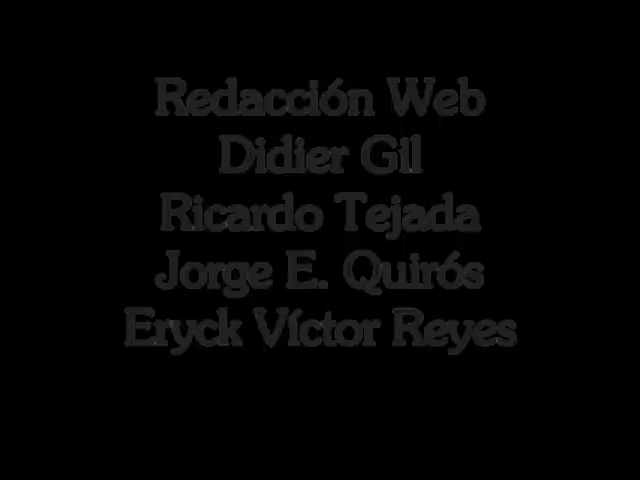 Redacción Web
Didier Gil
Ricardo Tejada
Jorge E. Quirós
Eryck Víctor Reyes